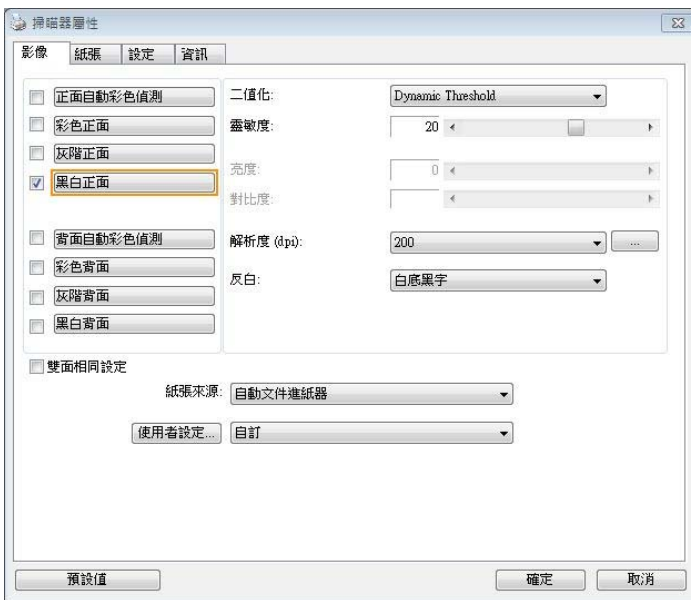 掃瞄器屬性
影像 紙張 設定 資訊
正面自動彩色偵測
彩色正面
灰階正面
黑白正面
背面自動彩色偵測
彩色背面
灰階背面
黑白背面
二值化: Dynamic Threshold
靈敏度: 20
亮度: 0
對比度:
解析度 (dpi): 200 ...
反白: 白底黑字
雙面相同設定
紙張來源: 自動文件進紙器
使用者設定... 自訂
預設值 確定 取消